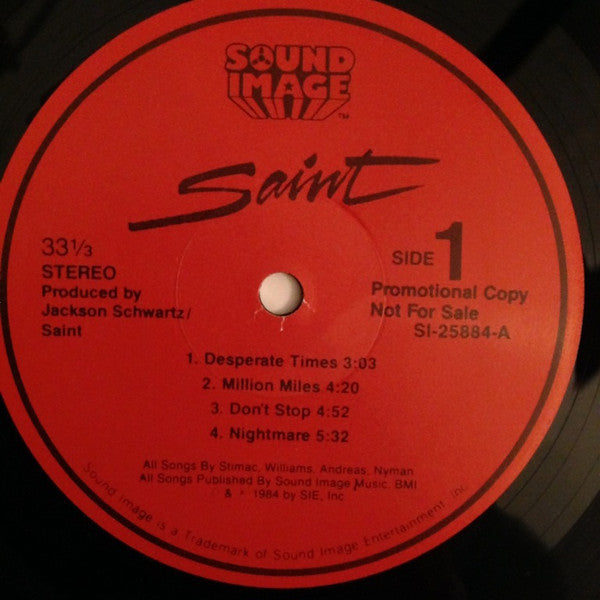 SOUND
IMAGE
TM
Saint
33⅓
STEREO
Produced by
Jackson Schwartz/
Saint
SIDE 1
Promotional Copy
Not For Sale
SI-25884-A
1. Desperate Times 3:03
2. Million Miles 4:20
3. Don't Stop 4:52
4. Nightmare 5:32
All Songs By Stimac, Williams, Andreas, Nyman
All Songs Published By Sound Image Music, BMI
& 1984 by SIE, Inc
Sound Image is a Trademark of Sound Image Entertainment, Inc.